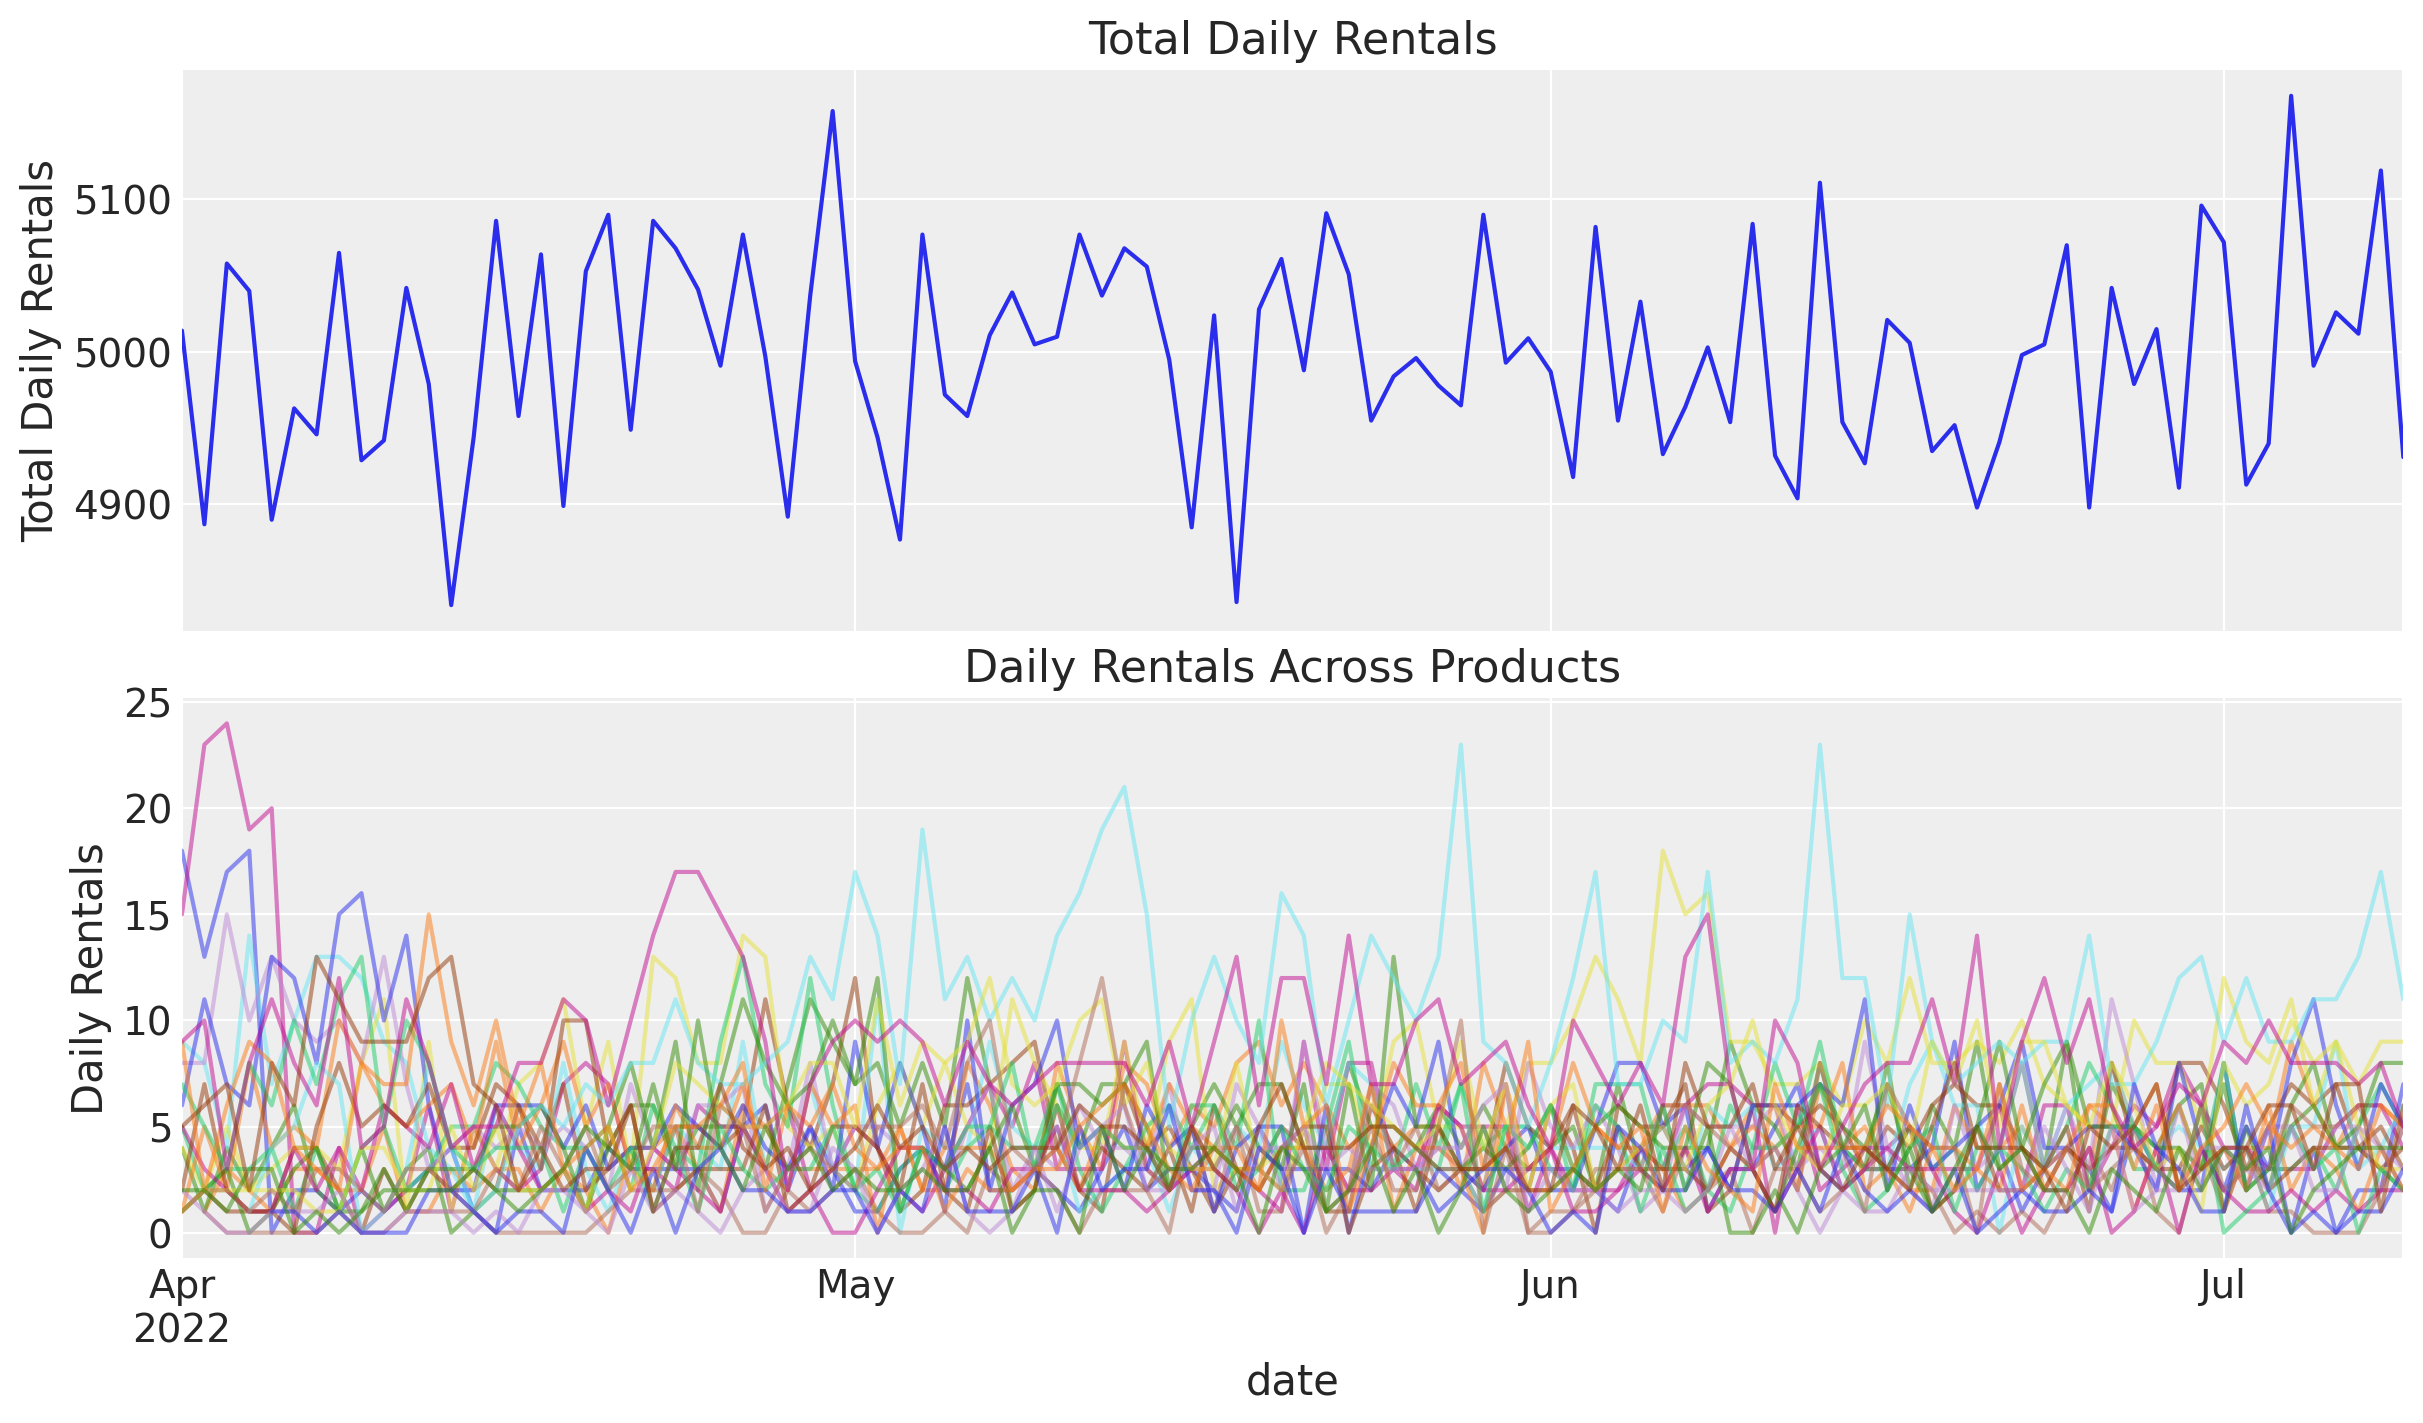 Total Daily Rentals
Total Daily Rentals
5100
5000
4900
Daily Rentals Across Products
Daily Rentals
25
20
15
10
5
0
Apr
2022
May
Jun
Jul
date